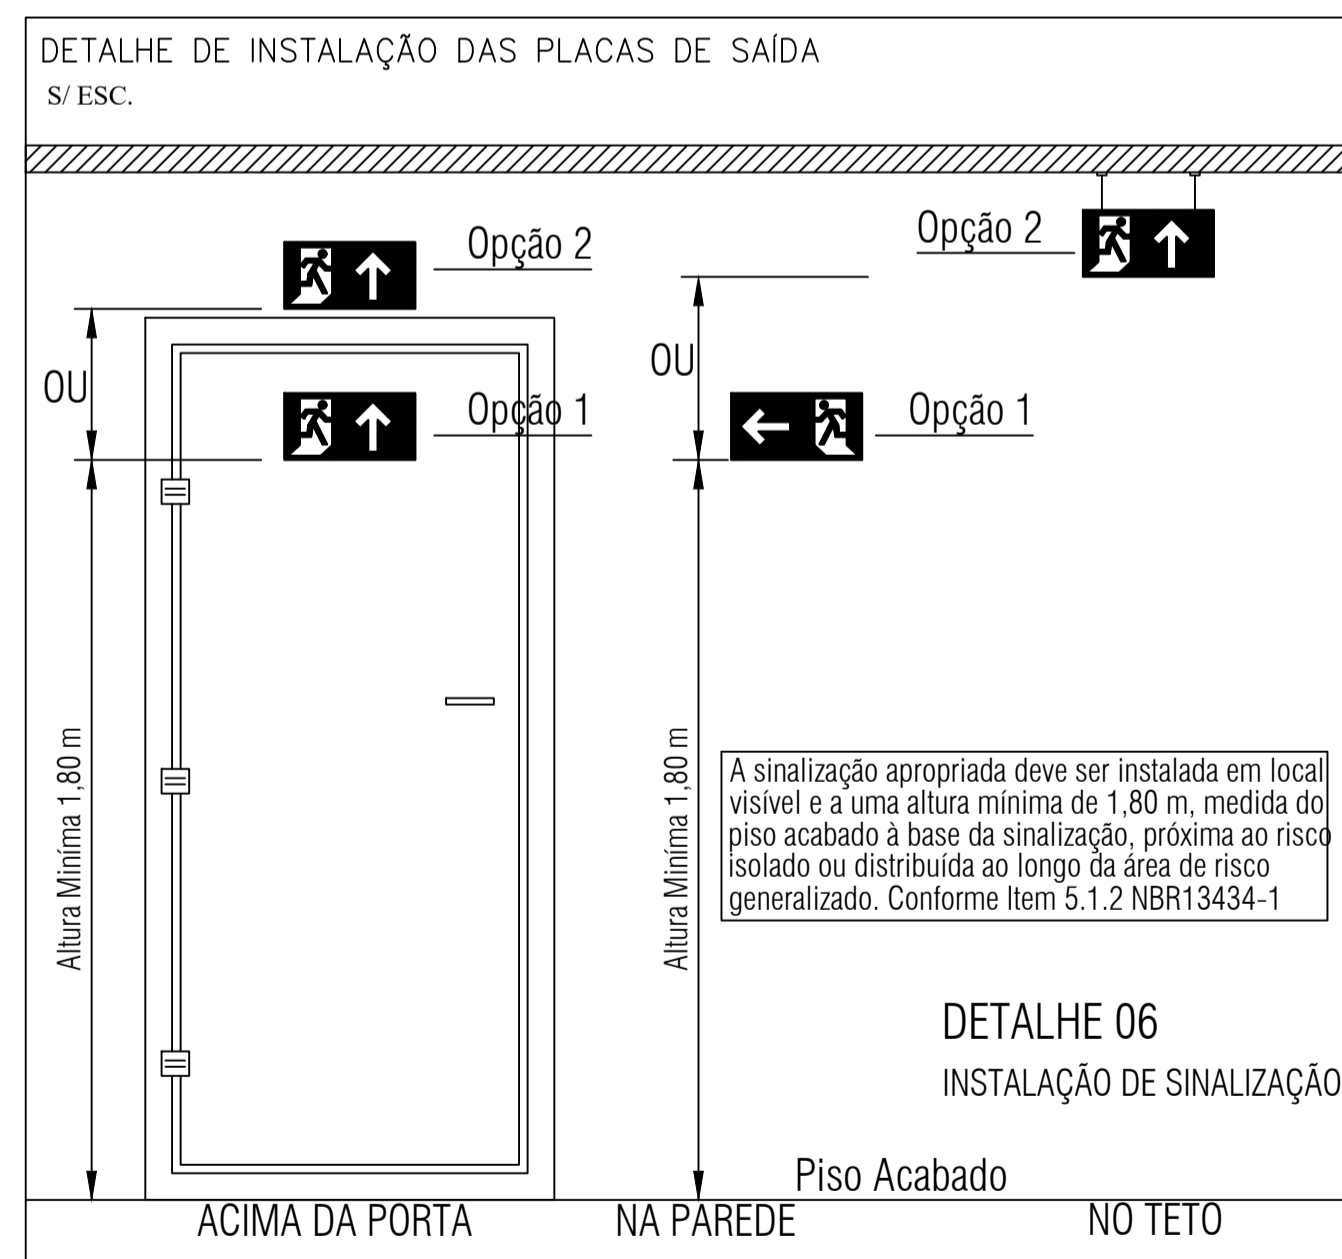 DETALHE DE INSTALAÇÃO DAS PLACAS DE SAÍDA
S/ ESC.
Opção 2
Opção 2
OU
OU
Opção 1
Opção 1
Altura Miníma 1,80 m
Altura Miníma 1,80 m
A sinalização apropriada deve ser instalada em local
visível e a uma altura mínima de 1,80 m, medida do
piso acabado à base da sinalização, próxima ao risco
isolado ou distribuída ao longo da área de risco
generalizado. Conforme Item 5.1.2 NBR13434-1
DETALHE 06
INSTALAÇÃO DE SINALIZAÇÃO
Piso Acabado
ACIMA DA PORTA
NA PAREDE
NO TETO